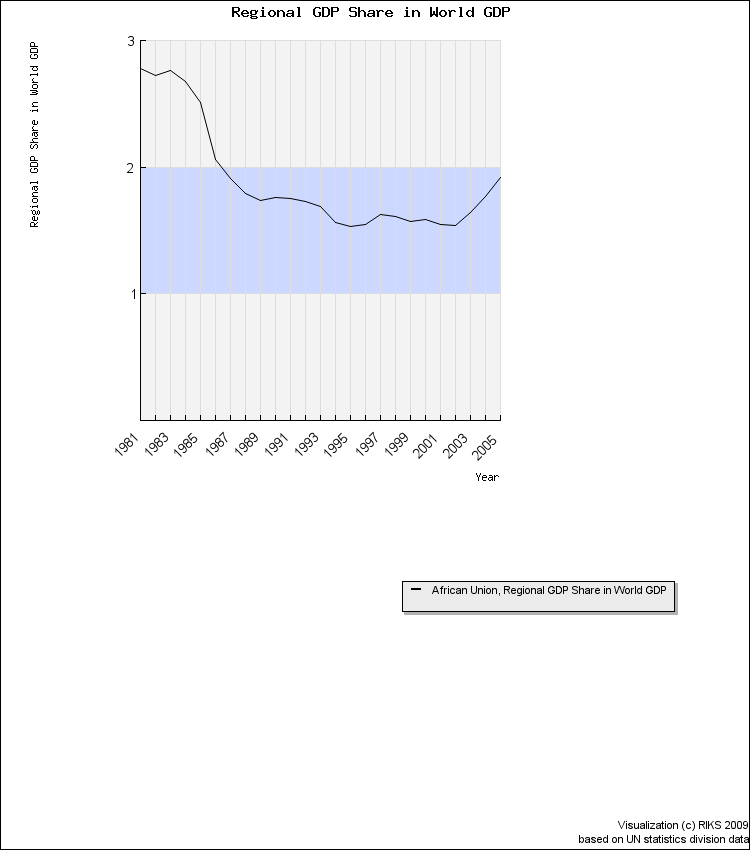 Regional GDP Share in World GDP
Regional GDP Share in World GDP
3
2
1
1981
1983
1985
1987
1989
1991
1993
1995
1997
1999
2001
2003
2005
Year
African Union, Regional GDP Share in World GDP
Visualization (c) RIKS 2009
based on UN statistics division data